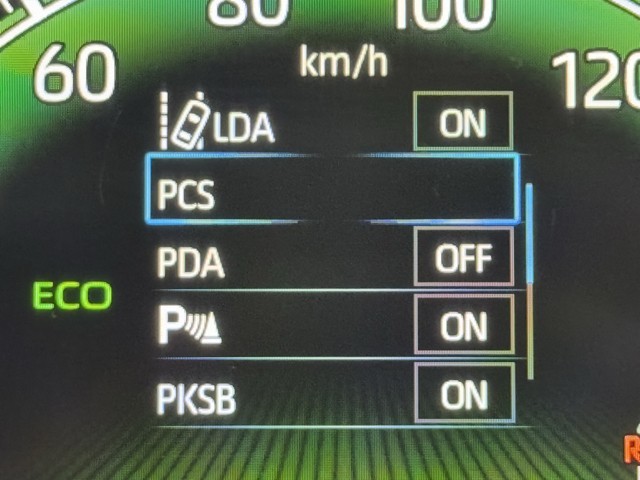 80 100
60 km/h 120
LDA ON
PCS
PDA OFF
ECO
P ON
PKSB ON
R